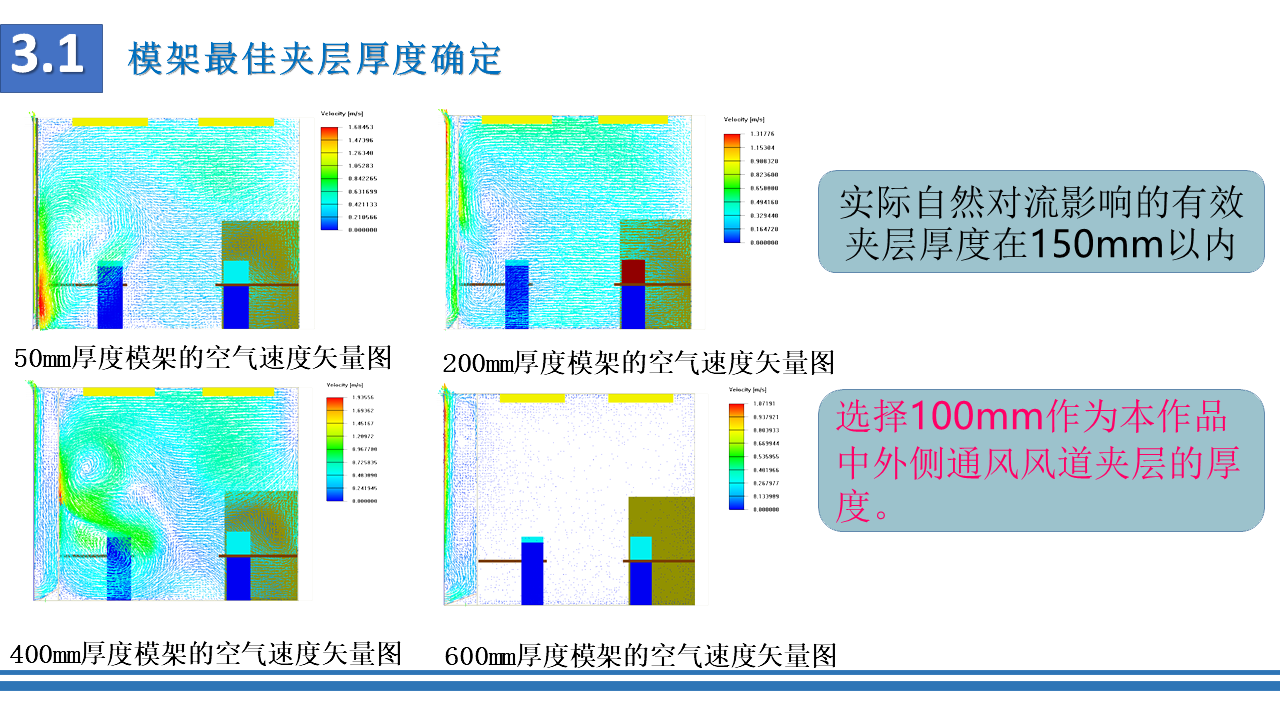 3.1
模架最佳夹层厚度确定
Velocity [m/s]
1.68453
1.47396
1.26340
1.05283
0.842265
0.631699
0.421133
0.210566
0.000000
50mm厚度模架的空气速度矢量图
Velocity [m/s]
1.31776
1.15304
0.988320
0.823600
0.658880
0.494160
0.329440
0.164720
0.000000
200mm厚度模架的空气速度矢量图
实际自然对流影响的有效
夹层厚度在150mm以内
Velocity [m/s]
1.93556
1.69362
1.45167
1.20972
0.967780
0.725835
0.483890
0.241945
0.000000
400mm厚度模架的空气速度矢量图
Velocity [m/s]
1.07191
0.937921
0.803933
0.669944
0.535955
0.401966
0.267977
0.133989
0.000000
600mm厚度模架的空气速度矢量图
选择100mm作为本作品
中外侧通风风道夹层的厚
度。